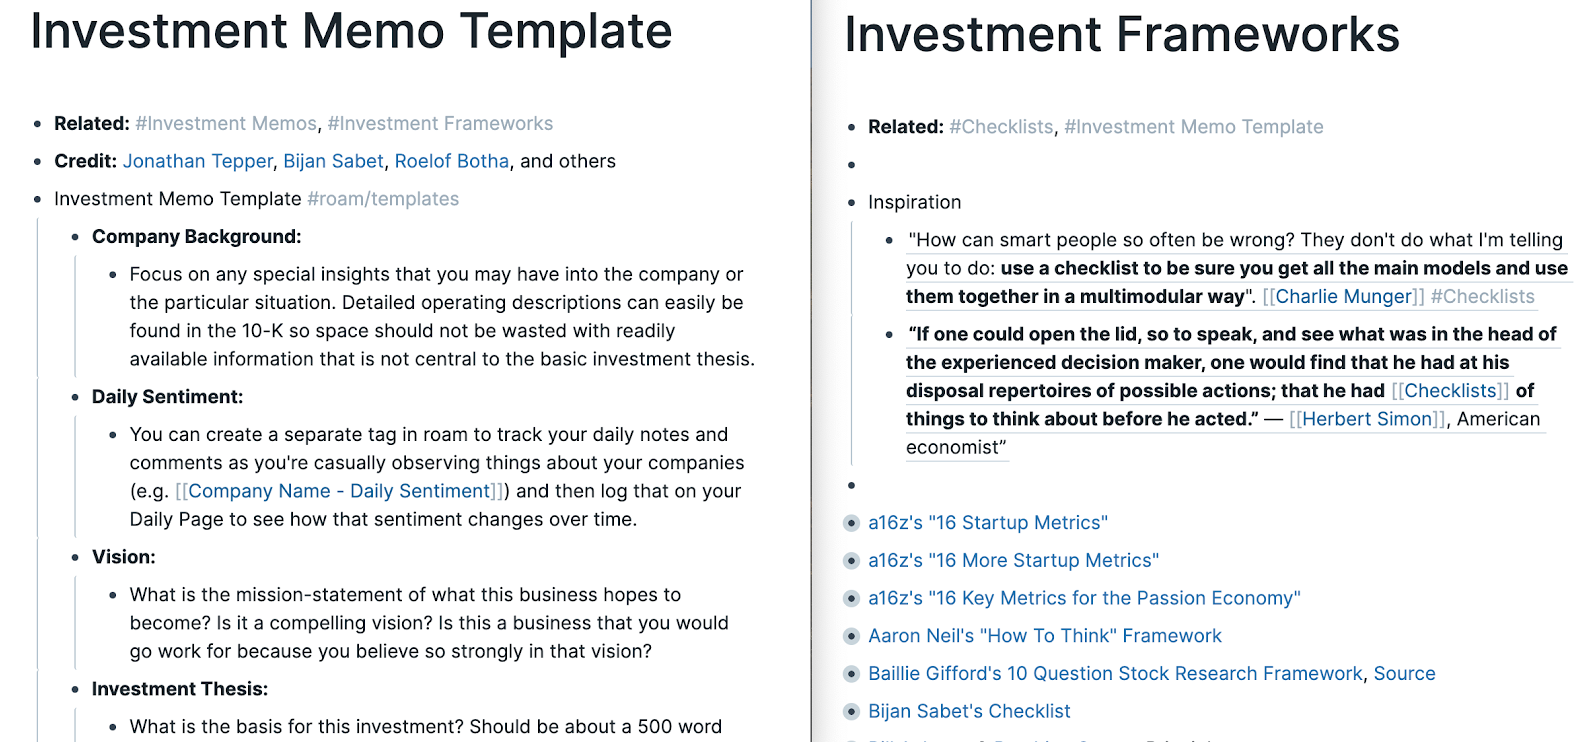 Investment Memo Template
Related: #Investment Memos, #Investment Frameworks
Credit: Jonathan Tepper, Bijan Sabet, Roelof Botha, and others
Investment Memo Template #roam/templates
Company Background:
Focus on any special insights that you may have into the company or
the particular situation. Detailed operating descriptions can easily be
found in the 10-K so space should not be wasted with readily
available information that is not central to the basic investment thesis.
Daily Sentiment:
You can create a separate tag in roam to track your daily notes and
comments as you're casually observing things about your companies
(e.g. [[Company Name - Daily Sentiment]]) and then log that on your
Daily Page to see how that sentiment changes over time.
Vision:
What is the mission-statement of what this business hopes to
become? Is it a compelling vision? Is this a business that you would
go work for because you believe so strongly in that vision?
Investment Thesis:
What is the basis for this investment? Should be about a 500 word
Investment Frameworks
Related: #Checklists, #Investment Memo Template
Inspiration
"How can smart people so often be wrong? They don't do what I'm telling
you to do: use a checklist to be sure you get all the main models and use
them together in a multimodular way". [[Charlie Munger]] #Checklists
“If one could open the lid, so to speak, and see what was in the head of
the experienced decision maker, one would find that he had at his
disposal repertoires of possible actions; that he had [[Checklists]] of
things to think about before he acted.” — [[Herbert Simon]], American
economist”
a16z's "16 Startup Metrics"
a16z's "16 More Startup Metrics"
a16z's "16 Key Metrics for the Passion Economy"
Aaron Neil's "How To Think" Framework
Baillie Gifford's 10 Question Stock Research Framework, Source
Bijan Sabet's Checklist